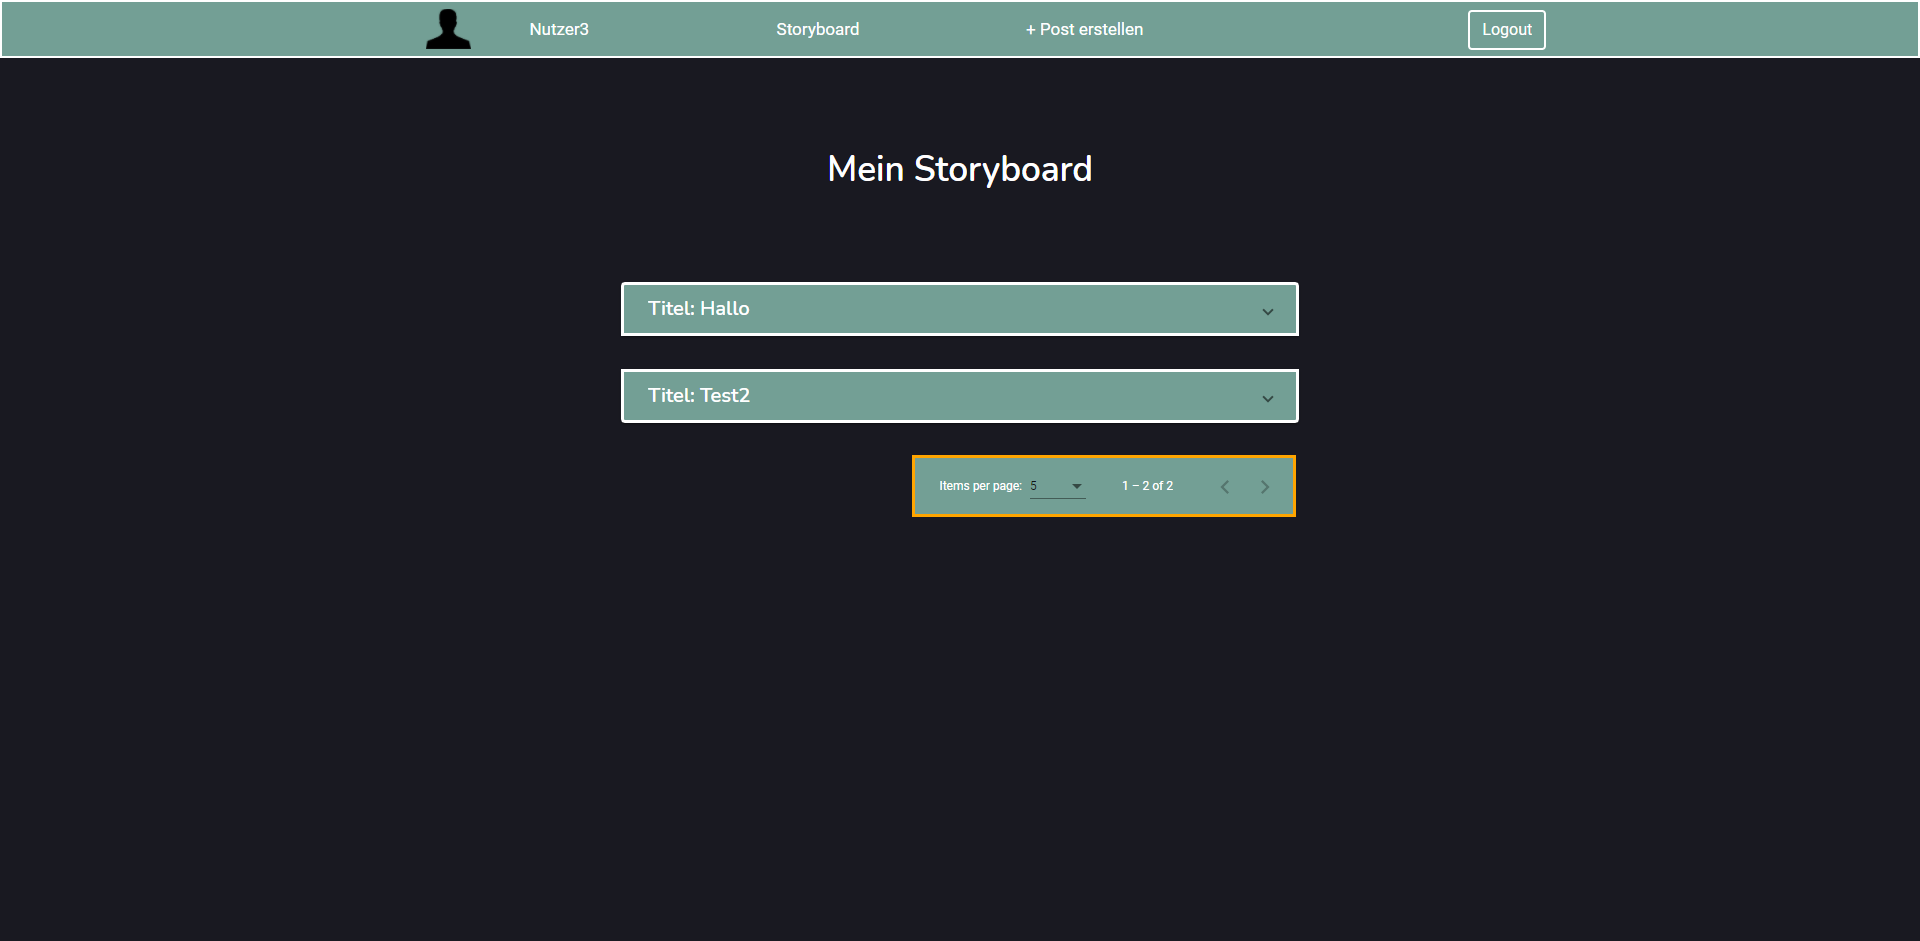 Nutzer3 Storyboard + Post erstellen Logout
Mein Storyboard
Titel: Hallo
Titel: Test2
Items per page: 5 1 – 2 of 2